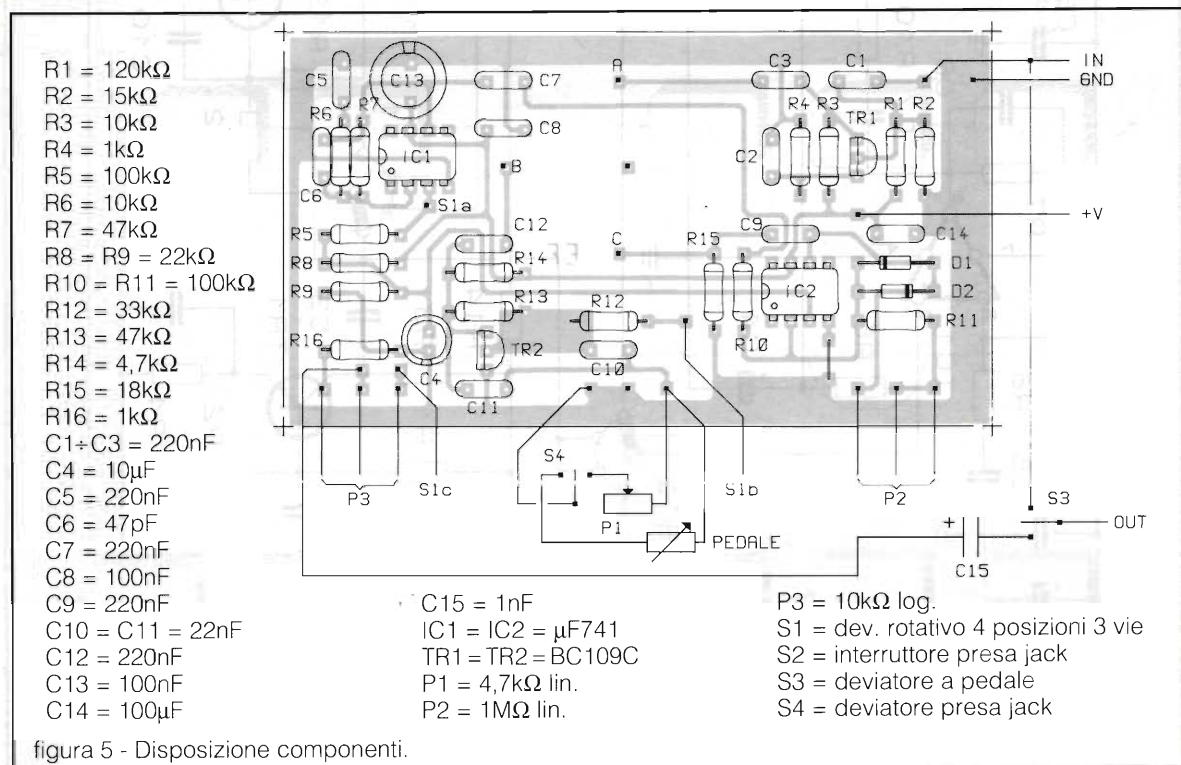 R1 = 120kΩ
R2 = 15kΩ
R3 = 10kΩ
R4 = 1kΩ
R5 = 100kΩ
R6 = 10kΩ
R7 = 47kΩ
R8 = R9 = 22kΩ
R10 = R11 = 100kΩ
R12 = 33kΩ
R13 = 47kΩ
R14 = 4,7kΩ
R15 = 18kΩ
R16 = 1kΩ
C1÷C3 = 220nF
C4 = 10µF
C5 = 220nF
C6 = 47pF
C7 = 220nF
C8 = 100nF
C9 = 220nF
C10 = C11 = 22nF
C12 = 220nF
C13 = 100nF
C14 = 100µF
C15 = 1nF
IC1 = IC2 = µF741
TR1 = TR2 = BC109C
P1 = 4,7kΩ lin.
P2 = 1MΩ lin.
P3 = 10kΩ log.
S1 = dev. rotativo 4 posizioni 3 vie
S2 = interruttore presa jack
S3 = deviatore a pedale
S4 = deviatore presa jack
C5
C13
C7
A
C3
C1
IN
GND
R6
R7
C8
R4
R3
TR1
R1
R2
IC1
C2
C6
B
S1a
+V
R5
C12
C9
C14
R8
R14
C
R15
D1
R9
IC2
D2
R13
R12
R10
R11
R16
C4
TR2
C10
C11
P3
S1c
S4
P1
S1b
P2
S3
PEDALE
+
C15
OUT
figura 5 - Disposizione componenti.